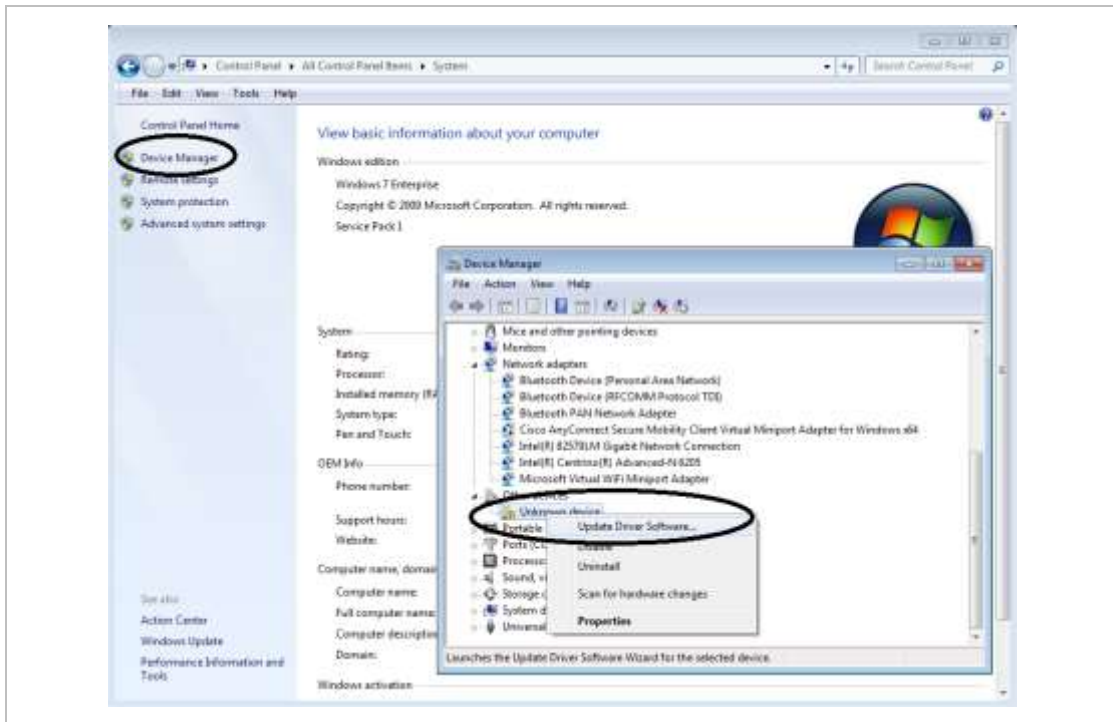 Control Panel ▸ All Control Panel Items ▸ System
Search Control Panel
File Edit View Tools Help
Control Panel Home
Device Manager
Remote settings
System protection
Advanced system settings
View basic information about your computer
Windows edition
Windows 7 Enterprise
Copyright © 2009 Microsoft Corporation. All rights reserved.
Service Pack 1
System
Rating:
Processor:
Installed memory (RA
System type:
Pen and Touch:
OEM Info
Phone number:
Support hours:
Website:
Computer name, domai
Computer name:
Full computer name:
Computer description
Domain:
Windows activation
See also
Action Center
Windows Update
Performance Information and
Tools
Device Manager
File Action View Help
Mice and other pointing devices
Monitors
Network adapters
Bluetooth Device (Personal Area Network)
Bluetooth Device (RFCOMM Protocol TDI)
Bluetooth PAN Network Adapter
Cisco AnyConnect Secure Mobility Client Virtual Miniport Adapter for Windows x64
Intel(R) 82579LM Gigabit Network Connection
Intel(R) Centrino(R) Advanced-N 6205
Microsoft Virtual WiFi Miniport Adapter
Other devices
Unknown device
Portable
Ports (CO
Processo
Sound, vi
Storage c
System d
Universal
Update Driver Software...
Disable
Uninstall
Scan for hardware changes
Properties
Launches the Update Driver Software Wizard for the selected device.